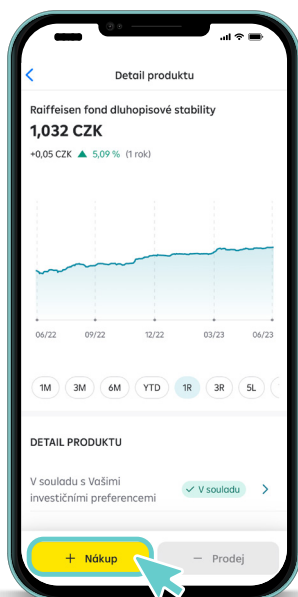 Detail produktu
Raiffeisen fond dluhopisové stability
1,032 CZK
+0,05 CZK ▲ 5,09 % (1 rok)
06/22 09/22 12/22 03/23 06/23
1M 3M 6M YTD 1R 3R 5L
DETAIL PRODUKTU
V souladu s Vašimi
investičními preferencemi
✓ V souladu
+ Nákup − Prodej